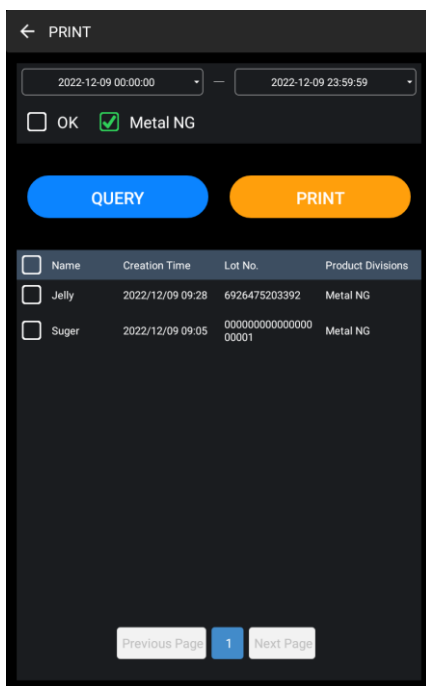 PRINT
2022-12-09 00:00:00 — 2022-12-09 23:59:59
OK Metal NG
QUERY PRINT
Name Creation Time Lot No. Product Divisions
Jelly 2022/12/09 09:28 6926475203392 Metal NG
Suger 2022/12/09 09:05 000000000000000 Metal NG
00001
Previous Page 1 Next Page